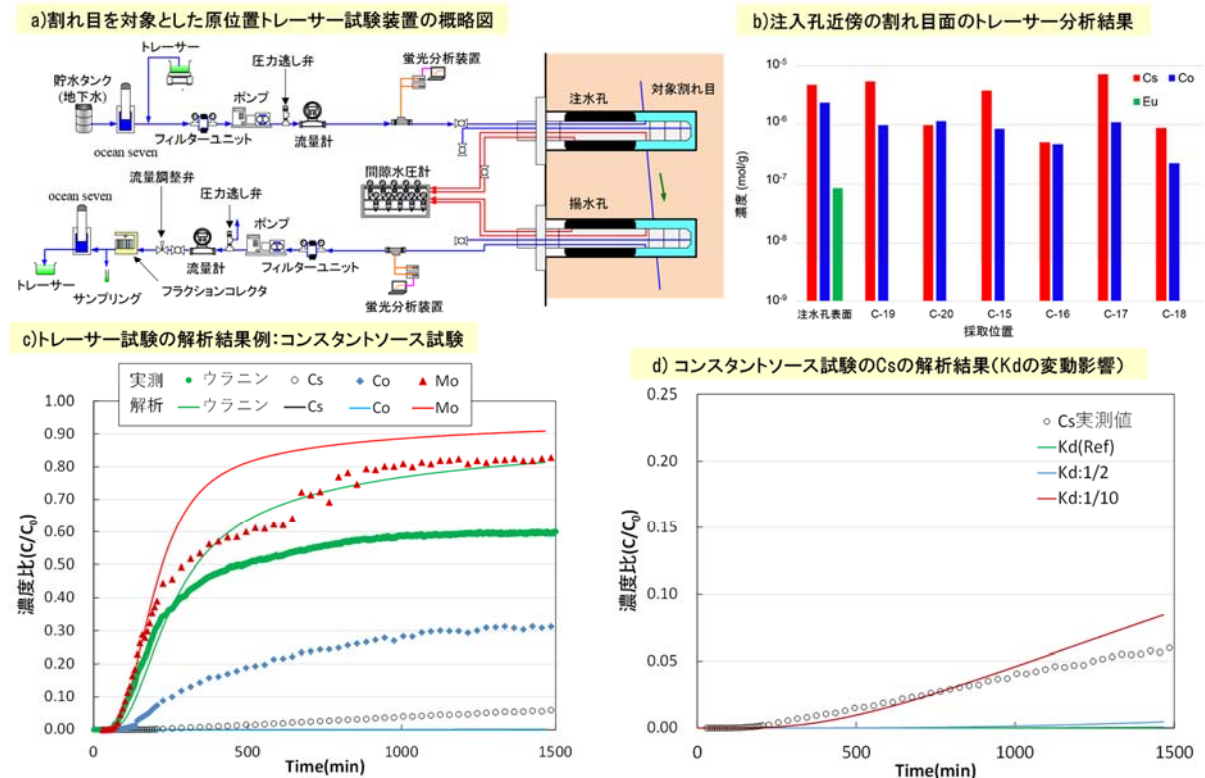 a)割れ目を対象とした原位置トレーサー試験装置の概略図
トレーサー
貯水タンク
(地下水)
ocean seven
フィルターユニット
ポンプ
圧力逃し弁
流量計
蛍光分析装置
注水孔
対象割れ目
間隙水圧計
揚水孔
ocean seven
流量調整弁
圧力逃し弁
ポンプ
トレーサー
サンプリング
フラクションコレクタ
流量計
フィルターユニット
蛍光分析装置
b)注入孔近傍の割れ目面のトレーサー分析結果
濃度 (mol/g)
10-5
10-6
10-7
10-8
10-9
Cs
Co
Eu
注水孔表面
C-19
C-20
C-15
C-16
C-17
C-18
採取位置
c)トレーサー試験の解析結果例:コンスタントソース試験
実測 ウラニン Cs Co Mo
解析 ウラニン Cs Co Mo
濃度比(C/C0)
1.00
0.90
0.80
0.70
0.60
0.50
0.40
0.30
0.20
0.10
0.00
0
500
1000
1500
Time(min)
d) コンスタントソース試験のCsの解析結果(Kdの変動影響)
Cs実測値
Kd(Ref)
Kd:1/2
Kd:1/10
濃度比(C/C0)
0.25
0.20
0.15
0.10
0.05
0.00
0
500
1000
1500
Time(min)